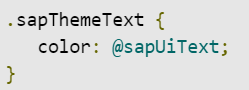 .sapThemeText {
   color: @sapUiText;
}